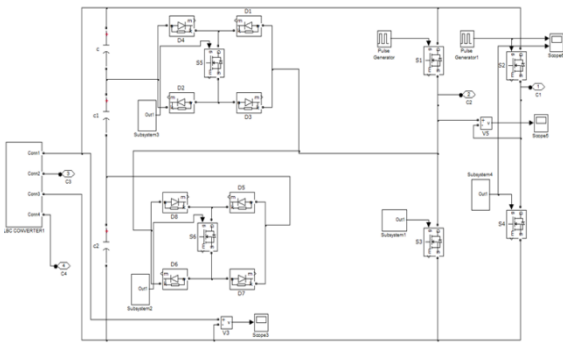 D1
D4
S5
D2
D3
Out1
Subsystem3
c
c1
c2
Pulse
Generator
S1
Pulse
Generator1
S2
1
C1
2
C2
V5
Subsystem4
Out1
S4
Out1
Subsystem1
S3
Conn1
Conn2
Conn3
Conn4
CONVERTER1
3
C3
4
C4
D5
D8
S6
D6
D7
Out1
Subsystem2
V3
Scope3